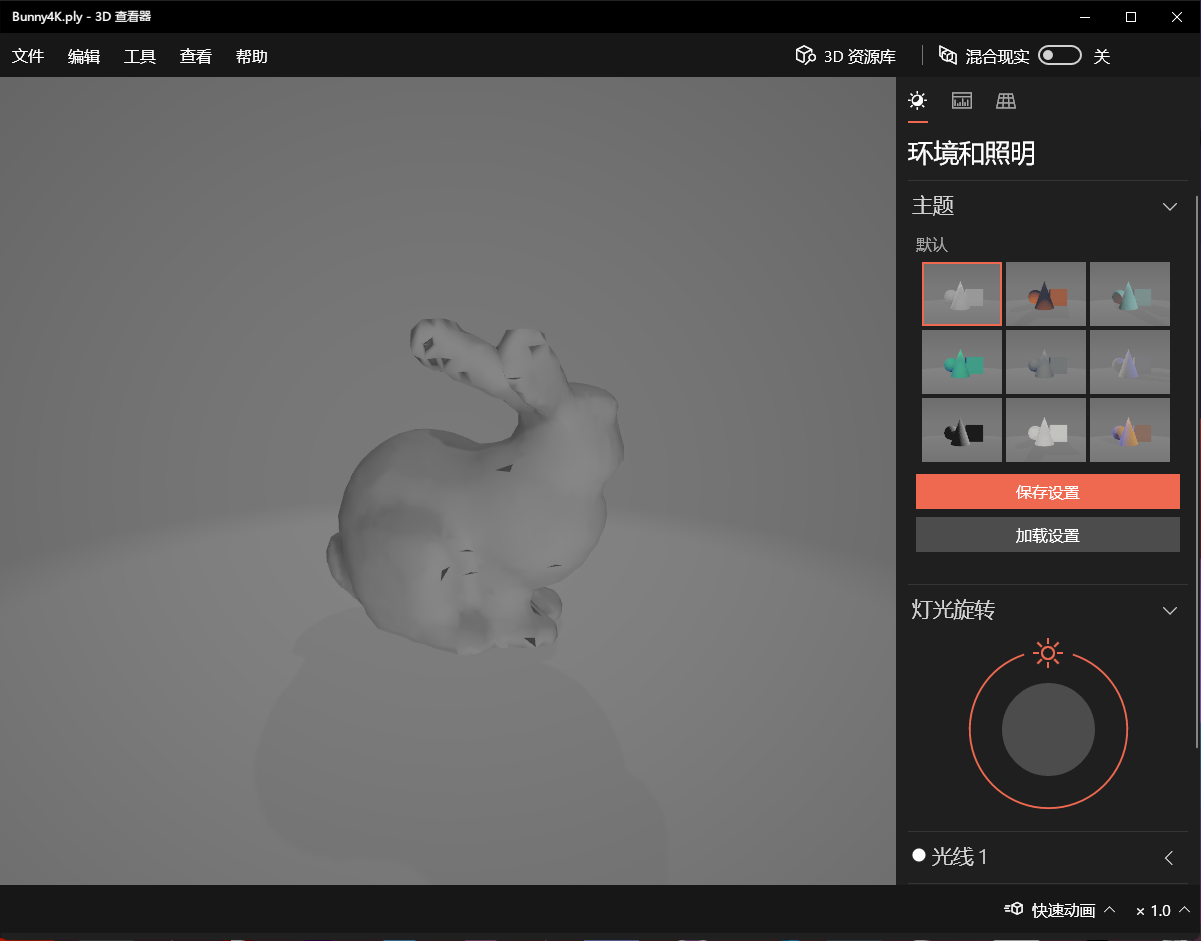 Bunny4K.ply - 3D 查看器
文件 编辑 工具 查看 帮助 3D 资源库 混合现实 关
环境和照明
主题
默认
保存设置
加载设置
灯光旋转
光线 1
快速动画 × 1.0